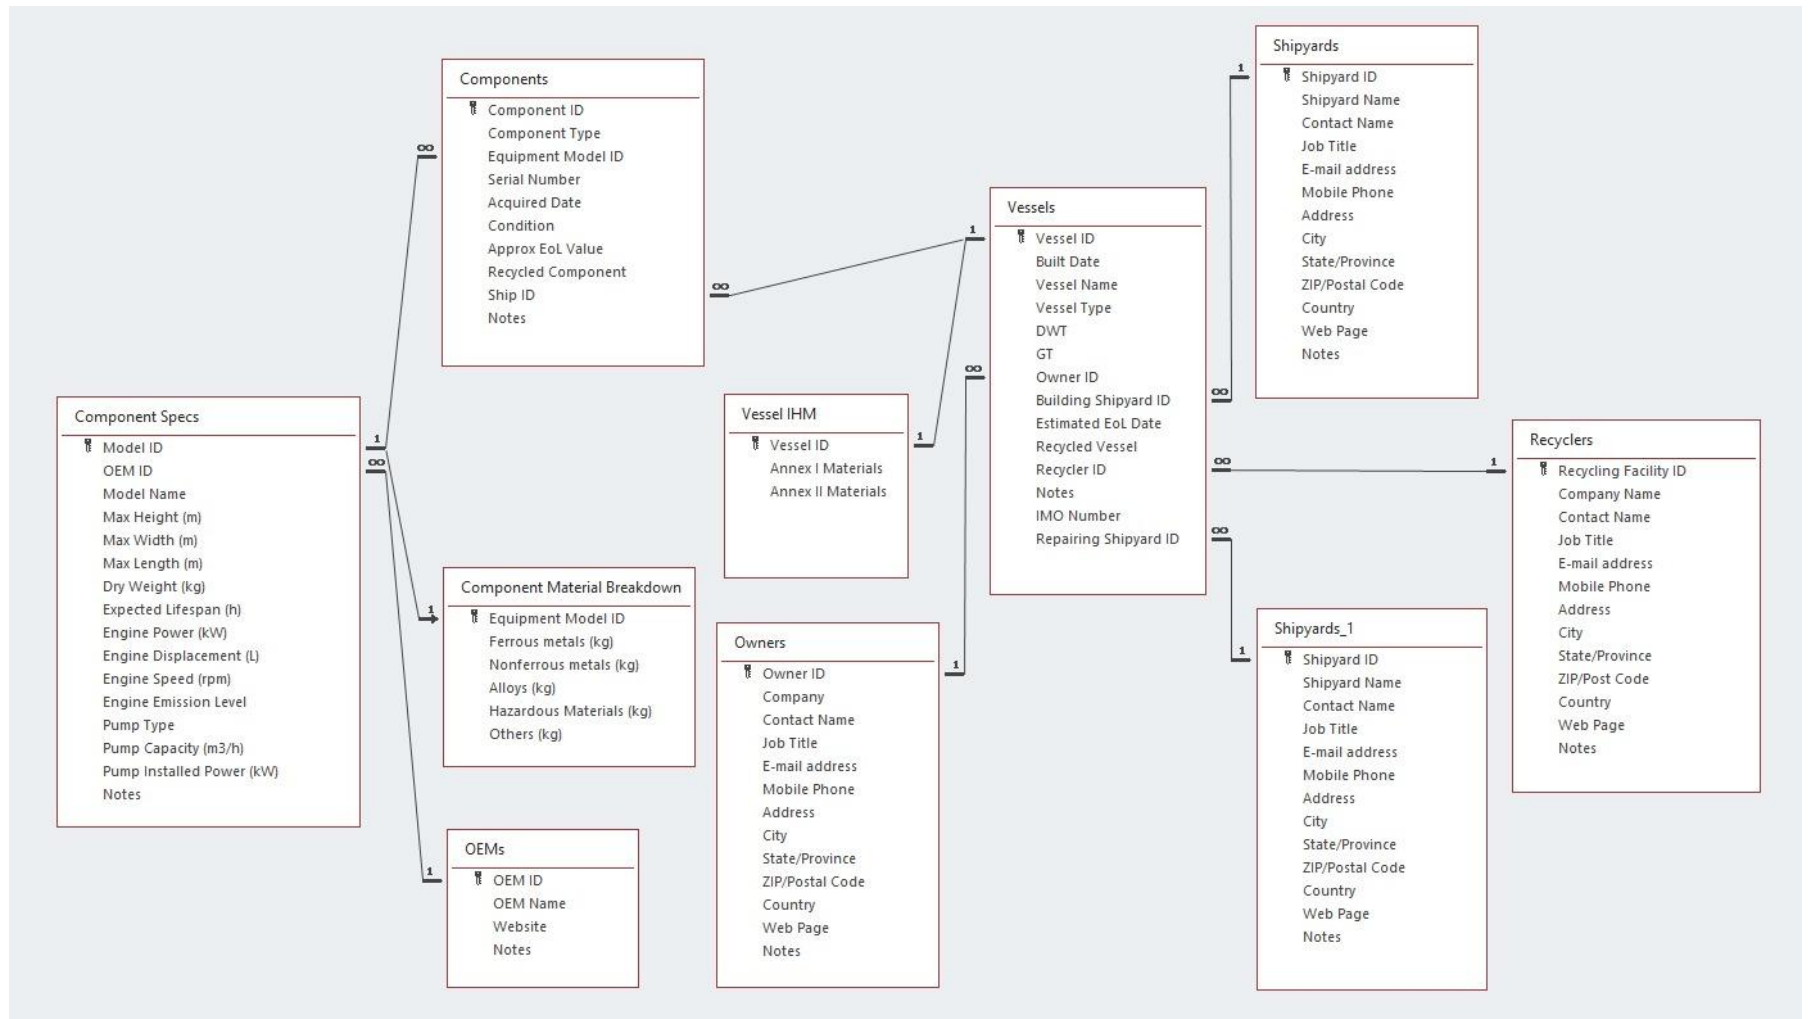 Components
Component ID
Component Type
Equipment Model ID
Serial Number
Acquired Date
Condition
Approx EoL Value
Recycled Component
Ship ID
Notes
Component Specs
Model ID
OEM ID
Model Name
Max Height (m)
Max Width (m)
Max Length (m)
Dry Weight (kg)
Expected Lifespan (h)
Engine Power (kW)
Engine Displacement (L)
Engine Speed (rpm)
Engine Emission Level
Pump Type
Pump Capacity (m3/h)
Pump Installed Power (kW)
Notes
Component Material Breakdown
Equipment Model ID
Ferrous metals (kg)
Nonferrous metals (kg)
Alloys (kg)
Hazardous Materials (kg)
Others (kg)
OEMs
OEM ID
OEM Name
Website
Notes
Vessel IHM
Vessel ID
Annex I Materials
Annex II Materials
Owners
Owner ID
Company
Contact Name
Job Title
E-mail address
Mobile Phone
Address
City
State/Province
ZIP/Postal Code
Country
Web Page
Notes
Vessels
Vessel ID
Built Date
Vessel Name
Vessel Type
DWT
GT
Owner ID
Building Shipyard ID
Estimated EoL Date
Recycled Vessel
Recycler ID
Notes
IMO Number
Repairing Shipyard ID
Shipyards
Shipyard ID
Shipyard Name
Contact Name
Job Title
E-mail address
Mobile Phone
Address
City
State/Province
ZIP/Postal Code
Country
Web Page
Notes
Shipyards_1
Shipyard ID
Shipyard Name
Contact Name
Job Title
E-mail address
Mobile Phone
Address
City
State/Province
ZIP/Postal Code
Country
Web Page
Notes
Recyclers
Recycling Facility ID
Company Name
Contact Name
Job Title
E-mail address
Mobile Phone
Address
City
State/Province
ZIP/Post Code
Country
Web Page
Notes
∞
1
∞
1
1
∞
1
1
∞
1
∞
1
∞
1
∞
1